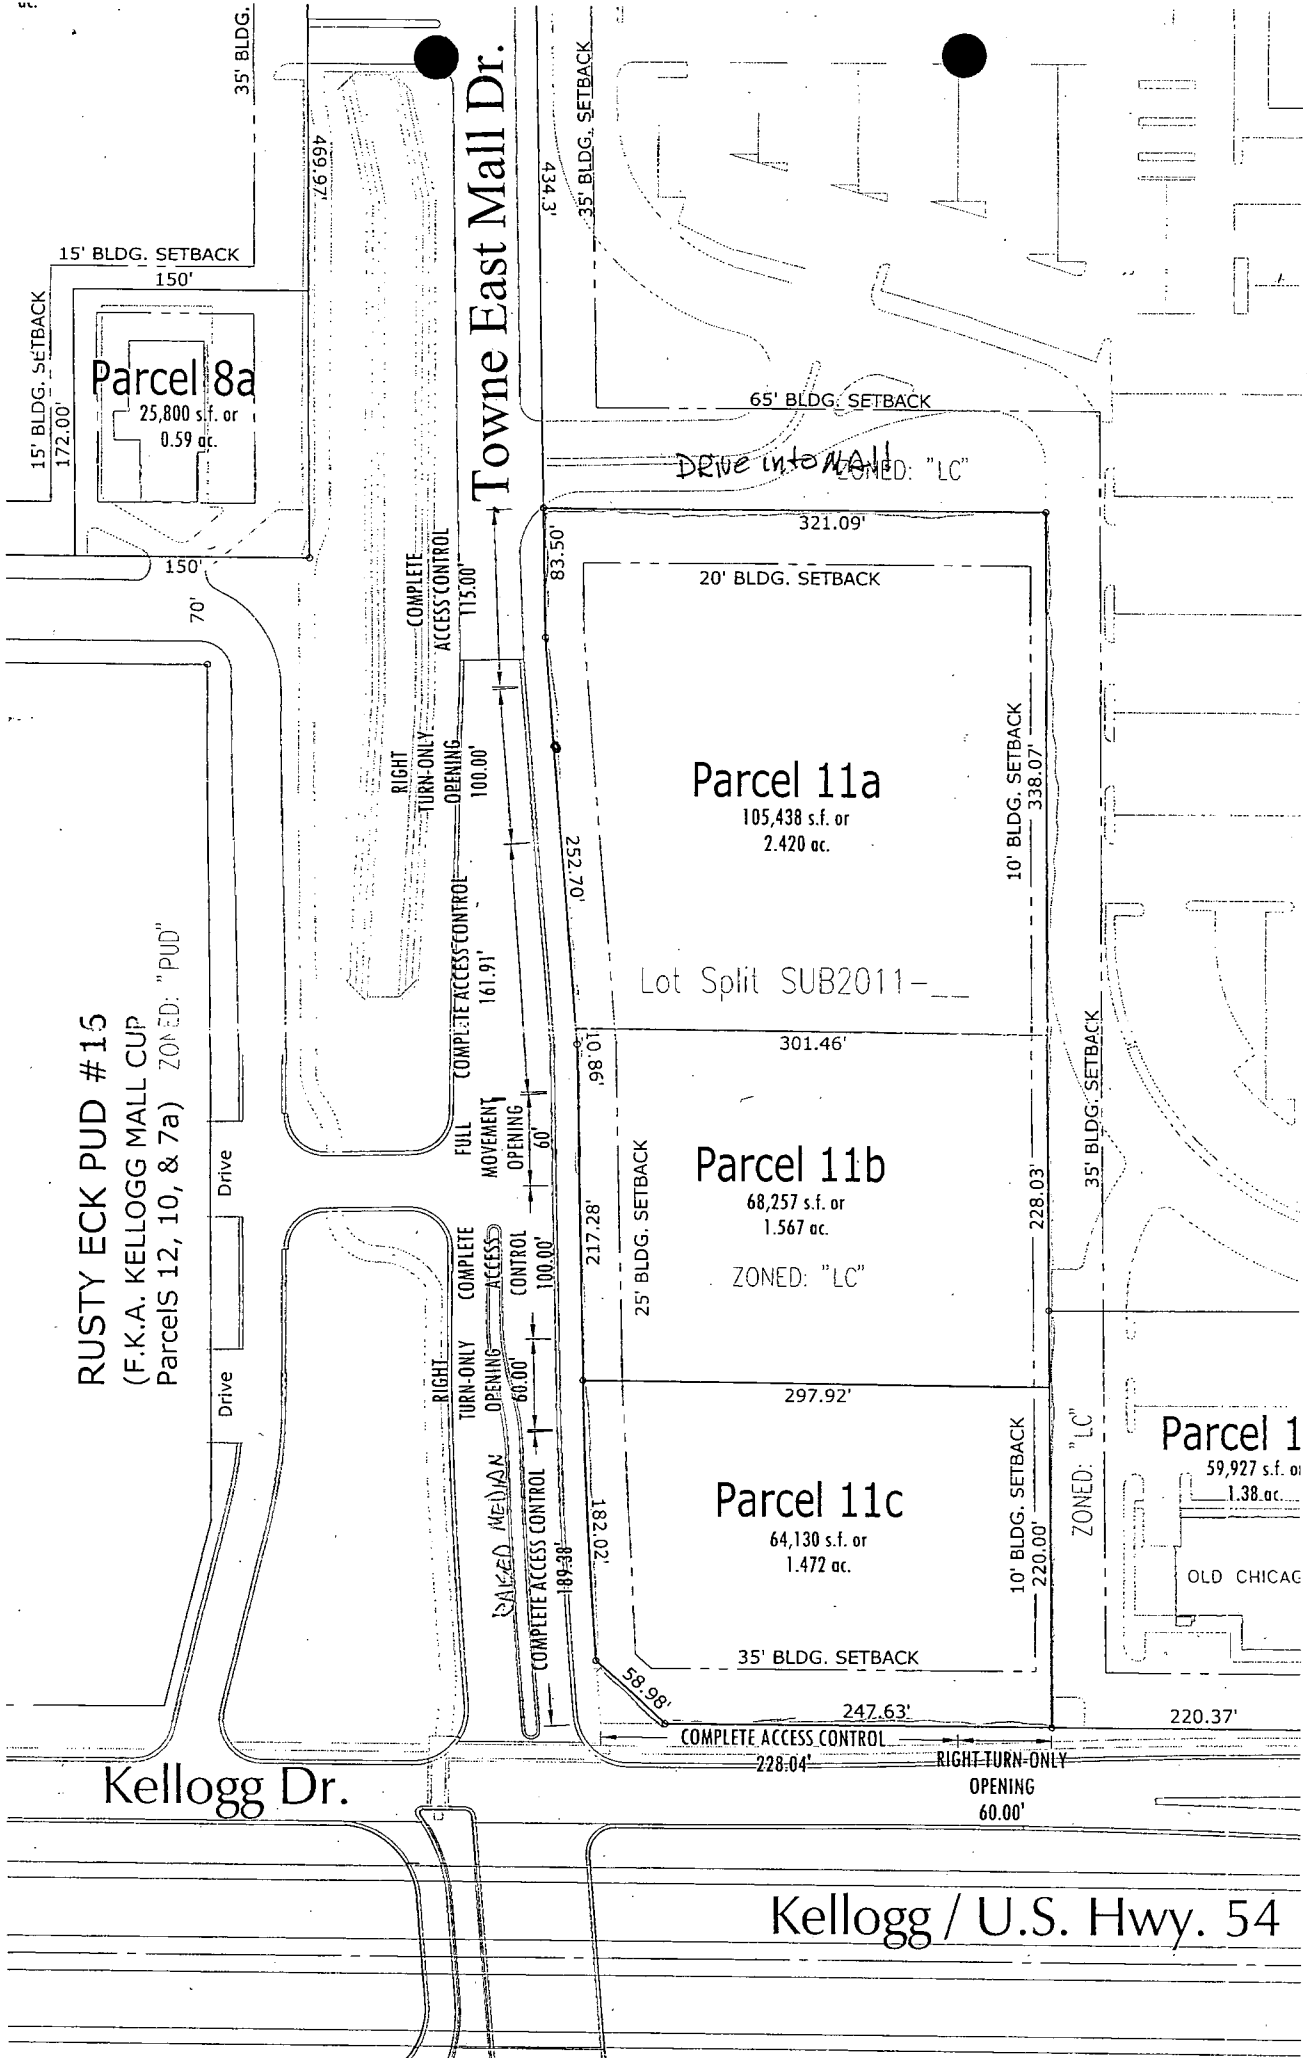 ac.
35' BLDG.
469.97'
Towne East Mall Dr.
434.3'
35' BLDG. SETBACK
15' BLDG. SETBACK
150'
15' BLDG. SETBACK
172.00'
Parcel 8a
25,800 s.f. or
0.59 ac.
150'
70'
65' BLDG. SETBACK
DRIVE into MAll
ZONED: "LC"
321.09'
83.50'
20' BLDG. SETBACK
COMPLETE
ACCESS CONTROL
115.00'
RIGHT
TURN-ONLY
OPENING
100.00'
252.70'
Parcel 11a
105,438 s.f. or
2.420 ac.
10' BLDG. SETBACK
338.07'
COMPLETE ACCESS CONTROL
161.91'
Lot Split SUB2011-__
301.46'
10.86'
RUSTY ECK PUD #16
(F.K.A. KELLOGG MALL CUP
Parcels 12, 10, & 7a) ZONED: "PUD"
Drive
Drive
FULL
MOVEMENT
OPENING
60'
COMPLETE
ACCESS
CONTROL
100.00'
217.28'
25' BLDG. SETBACK
Parcel 11b
68,257 s.f. or
1.567 ac.
ZONED: "LC"
228.03'
35' BLDG. SETBACK
RIGHT
TURN-ONLY
OPENING
60.00'
297.92'
RAISED MEDIAN
COMPLETE ACCESS CONTROL
189.38'
182.02'
Parcel 11c
64,130 s.f. or
1.472 ac.
10' BLDG. SETBACK
220.00'
ZONED: "LC"
Parcel 1
59,927 s.f. o
1.38 ac.
OLD CHICAG
35' BLDG. SETBACK
58.98'
247.63'
220.37'
COMPLETE ACCESS CONTROL
228.04'
RIGHT TURN-ONLY
OPENING
60.00'
Kellogg Dr.
Kellogg / U.S. Hwy. 54